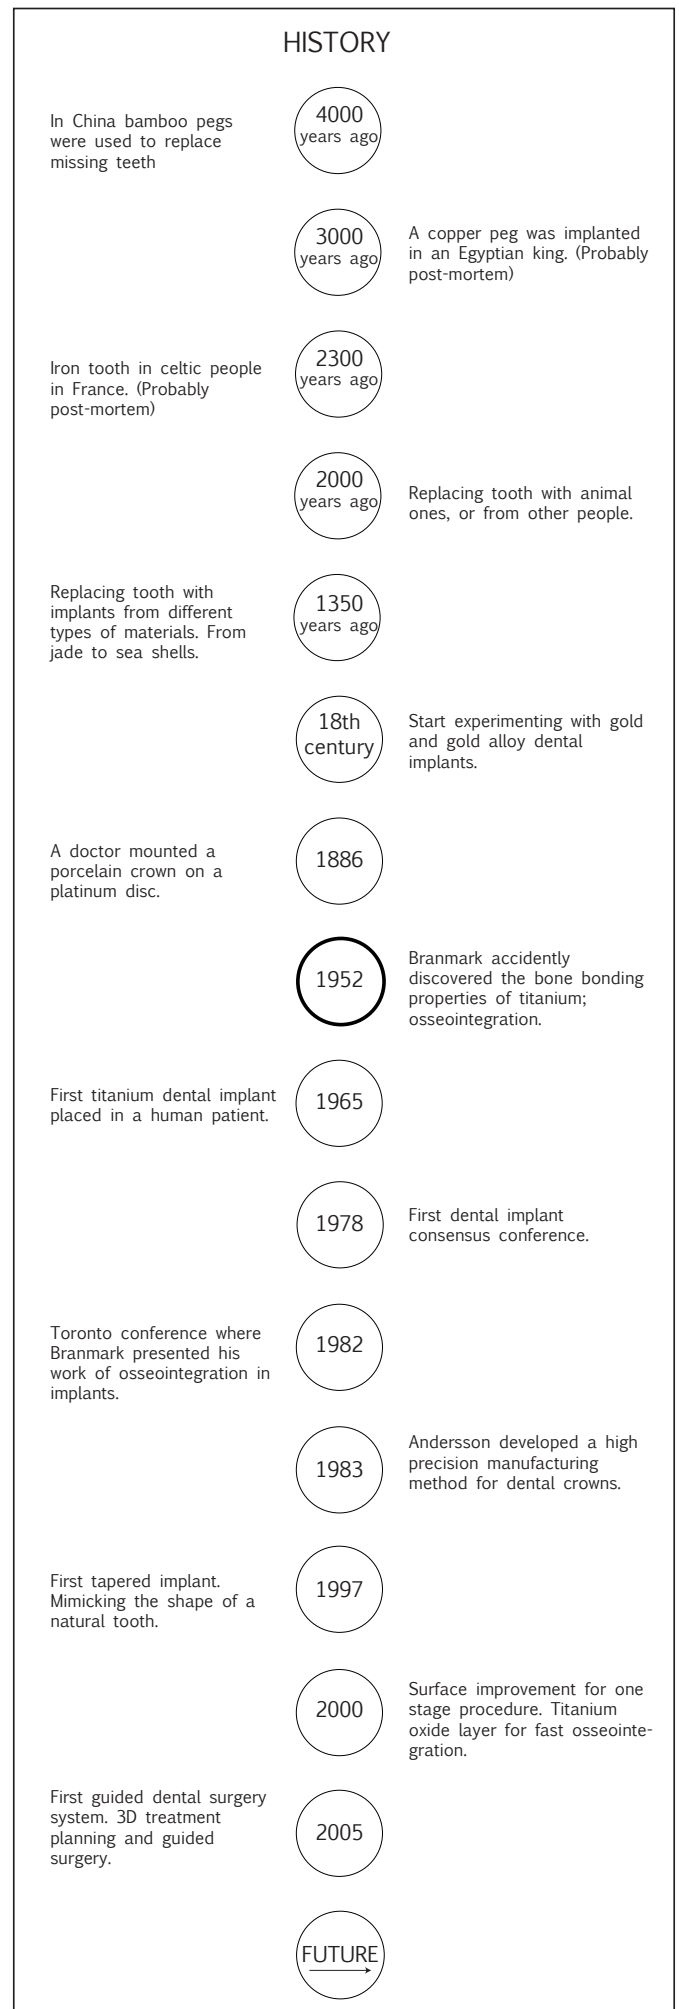 HISTORY
4000
years ago
In China bamboo pegs
were used to replace
missing teeth
3000
years ago
A copper peg was implanted
in an Egyptian king. (Probably
post-mortem)
2300
years ago
Iron tooth in celtic people
in France. (Probably
post-mortem)
2000
years ago
Replacing tooth with animal
ones, or from other people.
1350
years ago
Replacing tooth with
implants from different
types of materials. From
jade to sea shells.
18th
century
Start experimenting with gold
and gold alloy dental
implants.
1886
A doctor mounted a
porcelain crown on a
platinum disc.
1952
Branmark accidently
discovered the bone bonding
properties of titanium;
osseointegration.
1965
First titanium dental implant
placed in a human patient.
1978
First dental implant
consensus conference.
1982
Toronto conference where
Branmark presented his
work of osseointegration in
implants.
1983
Andersson developed a high
precision manufacturing
method for dental crowns.
1997
First tapered implant.
Mimicking the shape of a
natural tooth.
2000
Surface improvement for one
stage procedure. Titanium
oxide layer for fast osseointe-
gration.
2005
First guided dental surgery
system. 3D treatment
planning and guided
surgery.
FUTURE